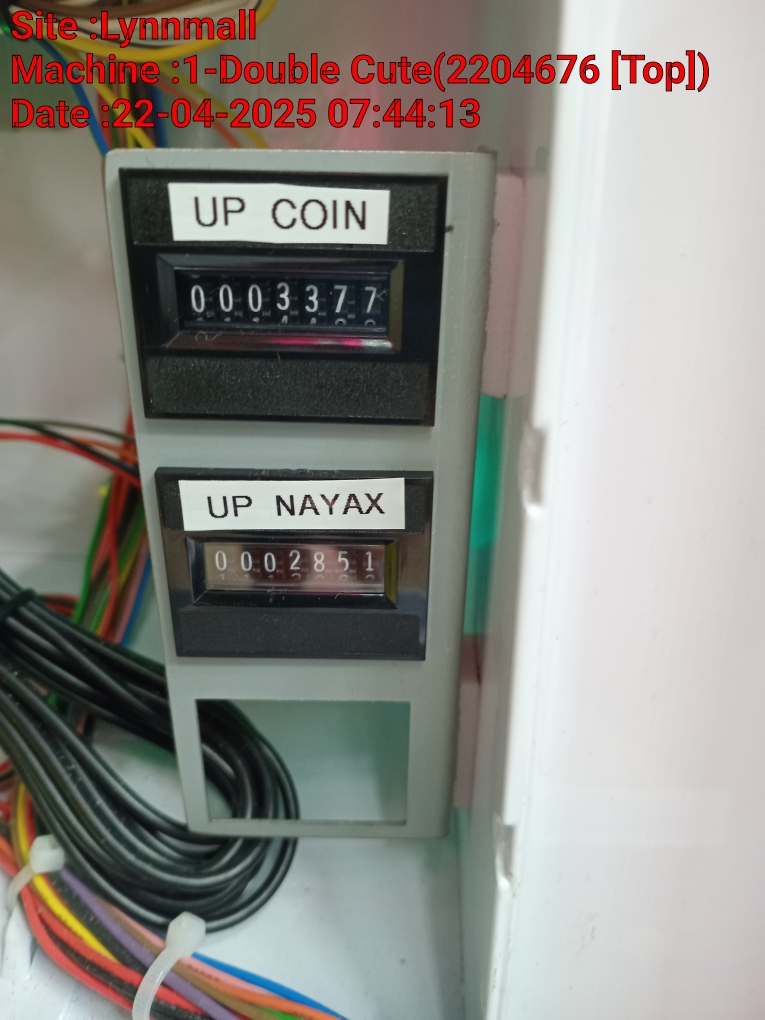 Site :Lynnmall
Machine :1-Double Cute(2204676 [Top])
Date :22-04-2025 07:44:13
UP COIN
0003377
UP NAYAX
0002851